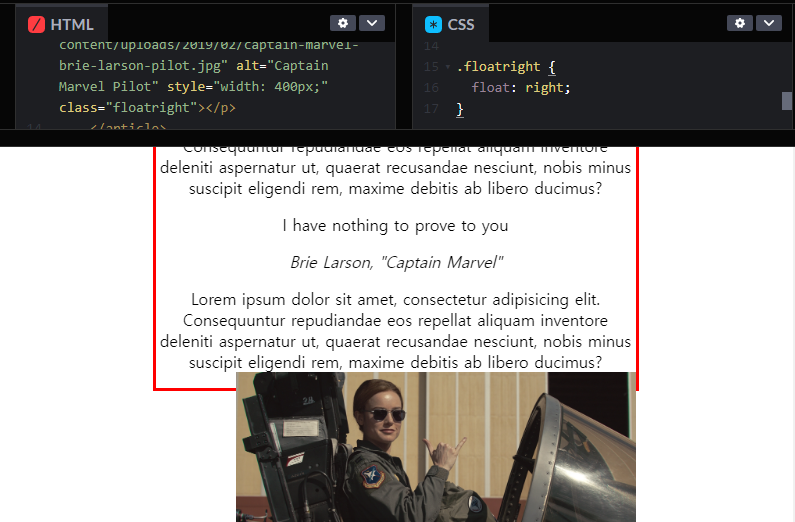 HTML
content/uploads/2019/02/captain-marvel-
brie-larson-pilot.jpg" alt="Captain
Marvel Pilot" style="width: 400px;"
class="floatright"></p>
14 </article>
CSS
14
15 .floatright {
16 float: right;
17 }
Consequuntur repudiandae eos repellat aliquam inventore
deleniti aspernatur ut, quaerat recusandae nesciunt, nobis minus
suscipit eligendi rem, maxime debitis ab libero ducimus?
I have nothing to prove to you
Brie Larson, "Captain Marvel"
Lorem ipsum dolor sit amet, consectetur adipisicing elit.
Consequuntur repudiandae eos repellat aliquam inventore
deleniti aspernatur ut, quaerat recusandae nesciunt, nobis minus
suscipit eligendi rem, maxime debitis ab libero ducimus?
28